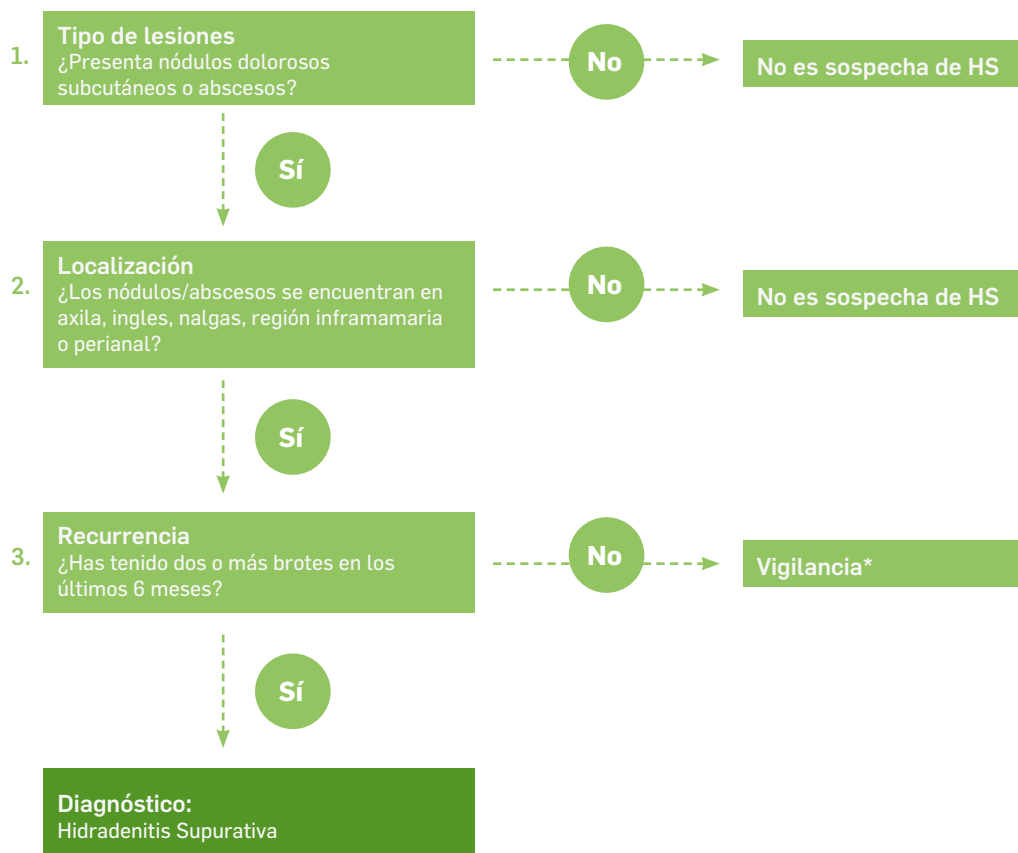 1.
Tipo de lesiones
¿Presenta nódulos dolorosos
subcutáneos o abscesos?
No
No es sospecha de HS
Sí
2.
Localización
¿Los nódulos/abscesos se encuentran en
axila, ingles, nalgas, región inframamaria
o perianal?
No
No es sospecha de HS
Sí
3.
Recurrencia
¿Has tenido dos o más brotes en los
últimos 6 meses?
No
Vigilancia*
Sí
Diagnóstico:
Hidradenitis Supurativa